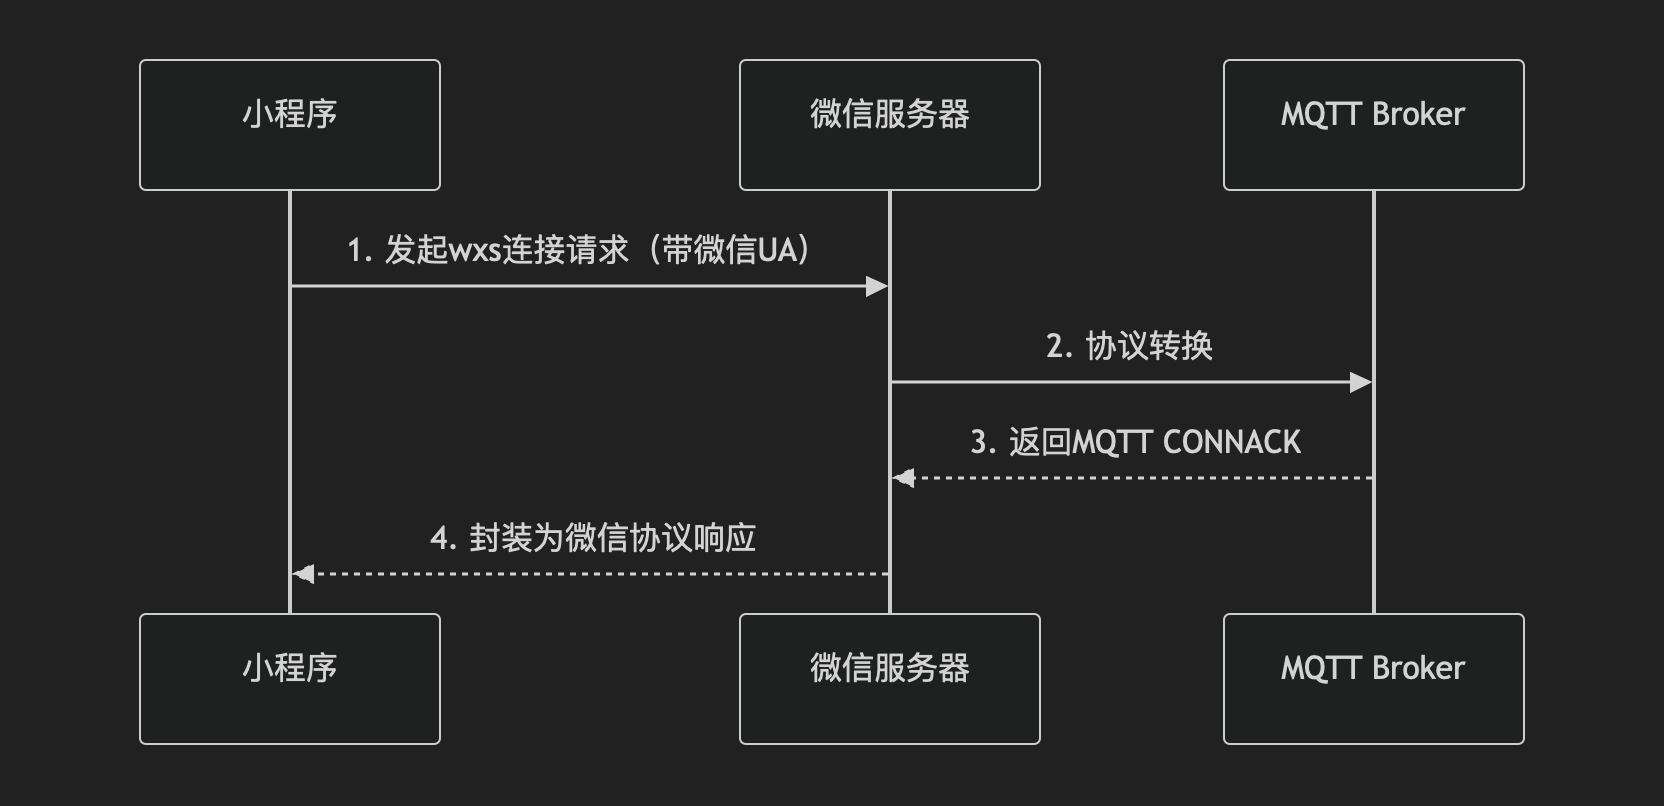 小程序
微信服务器
MQTT Broker
1. 发起wxs连接请求（带微信UA）
2. 协议转换
3. 返回MQTT CONNACK
4. 封装为微信协议响应
小程序
微信服务器
MQTT Broker